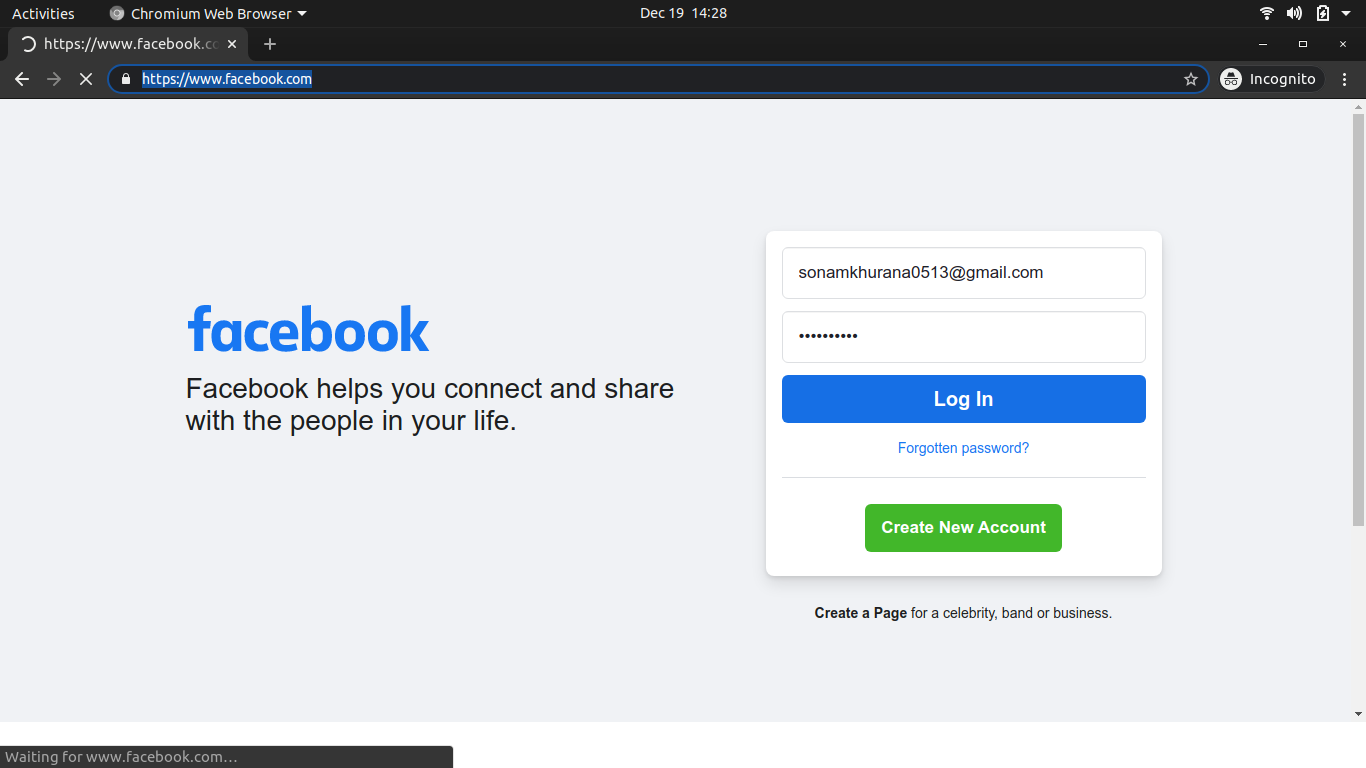 Activities
Chromium Web Browser
Dec 19 14:28
https://www.facebook.co
https://www.facebook.com
Incognito
facebook
Facebook helps you connect and share
with the people in your life.
sonamkhurana0513@gmail.com
••••••••••
Log In
Forgotten password?
Create New Account
Create a Page for a celebrity, band or business.
Waiting for www.facebook.com…